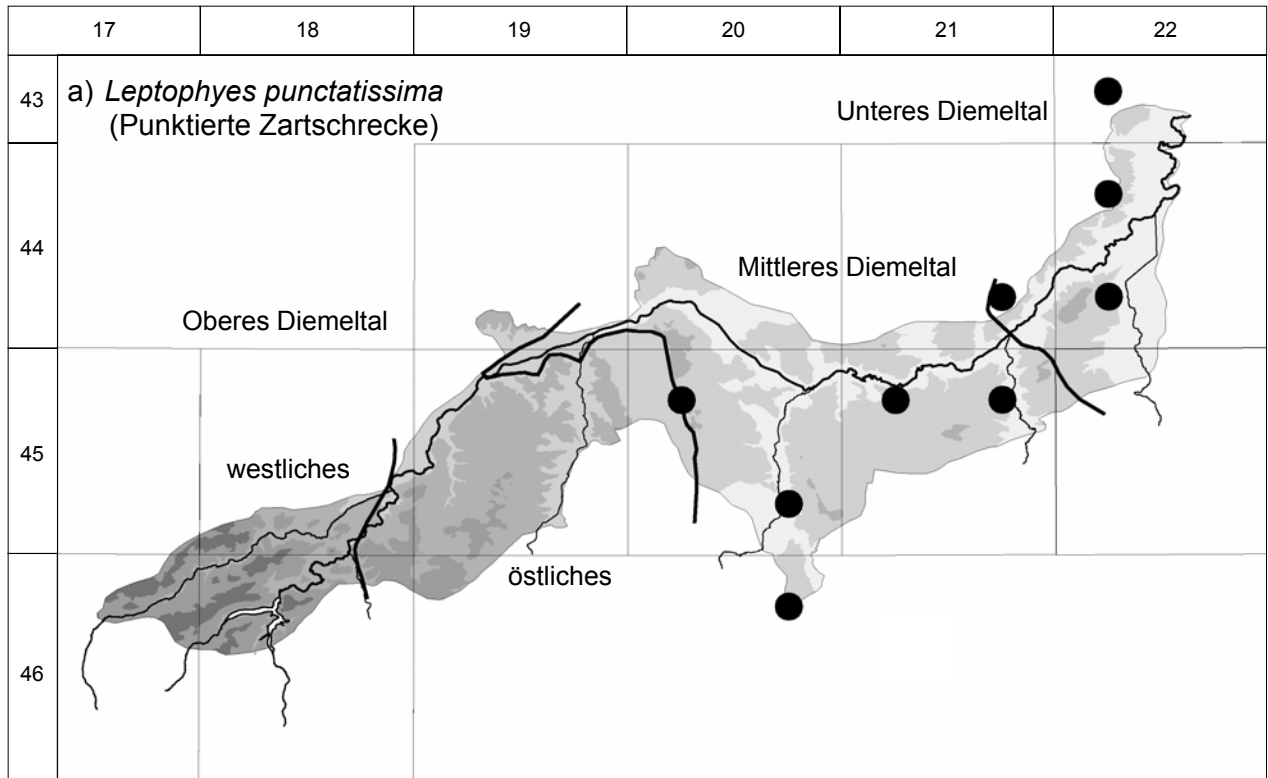 17 18 19 20 21 22
43
a) Leptophyes punctatissima
(Punktierte Zartschrecke)
Unteres Diemeltal
44
Mittleres Diemeltal
Oberes Diemeltal
45
westliches
östliches
46